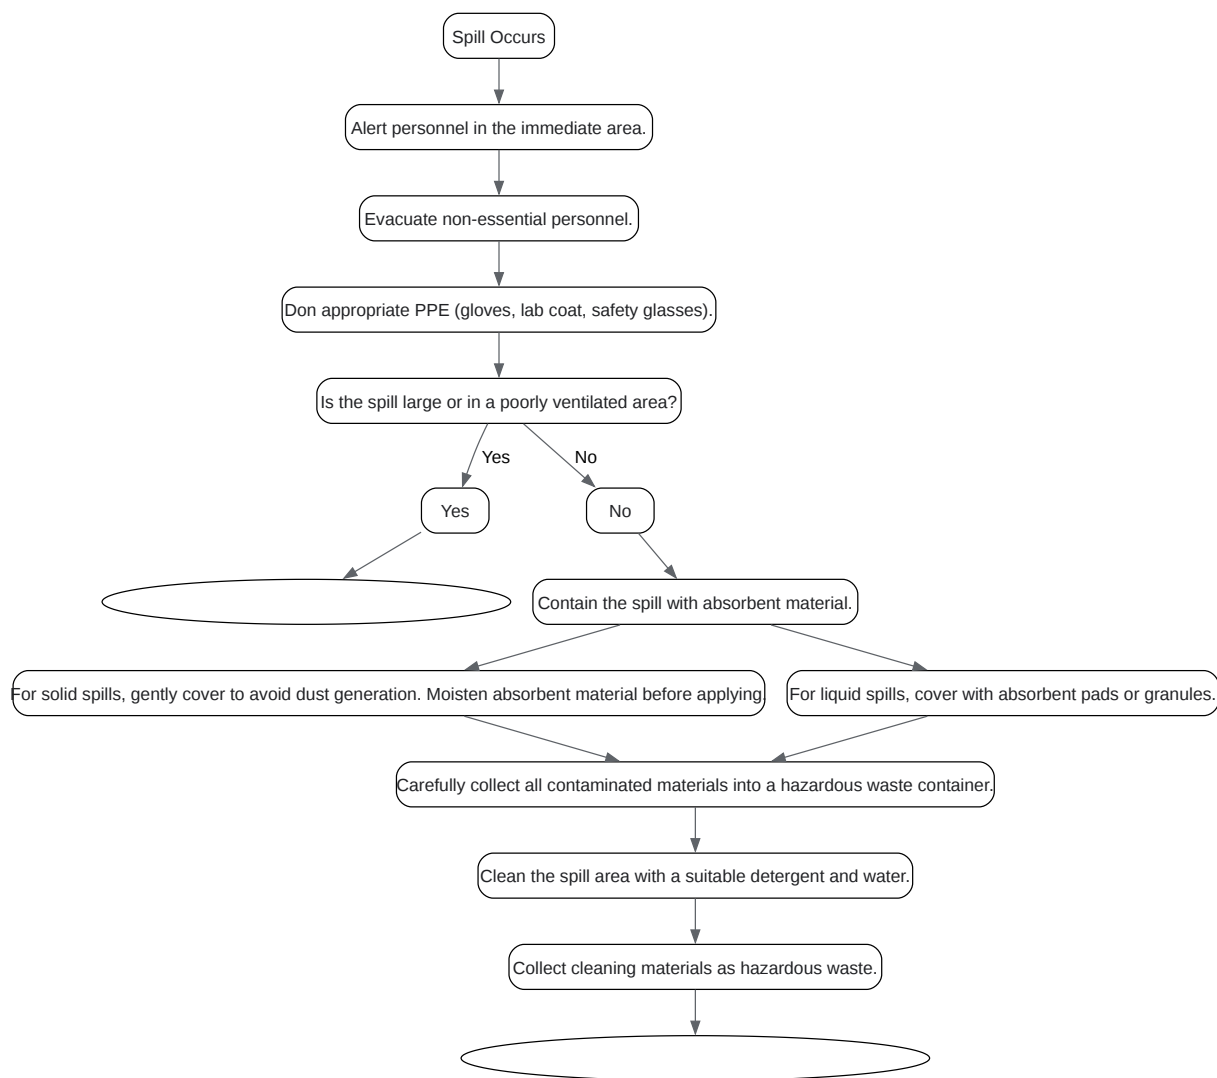 Spill Occurs
Alert personnel in the immediate area.
Evacuate non-essential personnel.
Don appropriate PPE (gloves, lab coat, safety glasses).
Is the spill large or in a poorly ventilated area?
Yes
No
Yes
No
Contain the spill with absorbent material.
For solid spills, gently cover to avoid dust generation. Moisten absorbent material before applying.
For liquid spills, cover with absorbent pads or granules.
Carefully collect all contaminated materials into a hazardous waste container.
Clean the spill area with a suitable detergent and water.
Collect cleaning materials as hazardous waste.